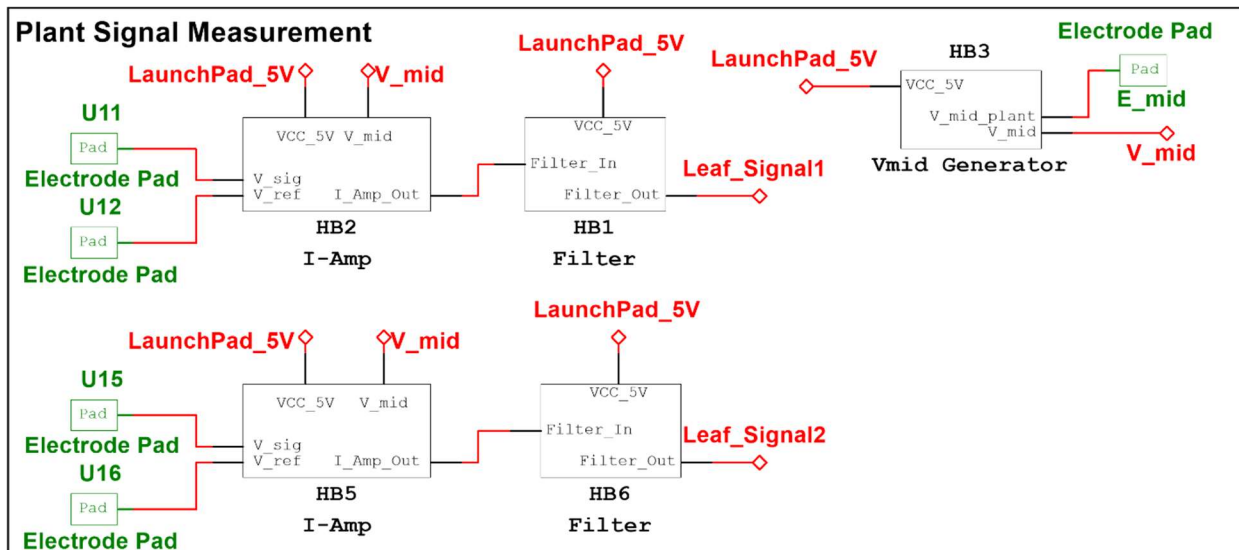 Plant Signal Measurement
LaunchPad_5V
V_mid
U11
Pad
Electrode Pad
U12
Pad
Electrode Pad
VCC_5V V_mid
V_sig
V_ref
I_Amp_Out
HB2
I-Amp
LaunchPad_5V
VCC_5V
Filter_In
Filter_Out
HB1
Filter
Leaf_Signal1
LaunchPad_5V
HB3
VCC_5V
V_mid_plant
V_mid
Vmid Generator
Electrode Pad
Pad
E_mid
V_mid
LaunchPad_5V
V_mid
U15
Pad
Electrode Pad
U16
Pad
Electrode Pad
VCC_5V V_mid
V_sig
V_ref
I_Amp_Out
HB5
I-Amp
LaunchPad_5V
VCC_5V
Filter_In
Filter_Out
HB6
Filter
Leaf_Signal2